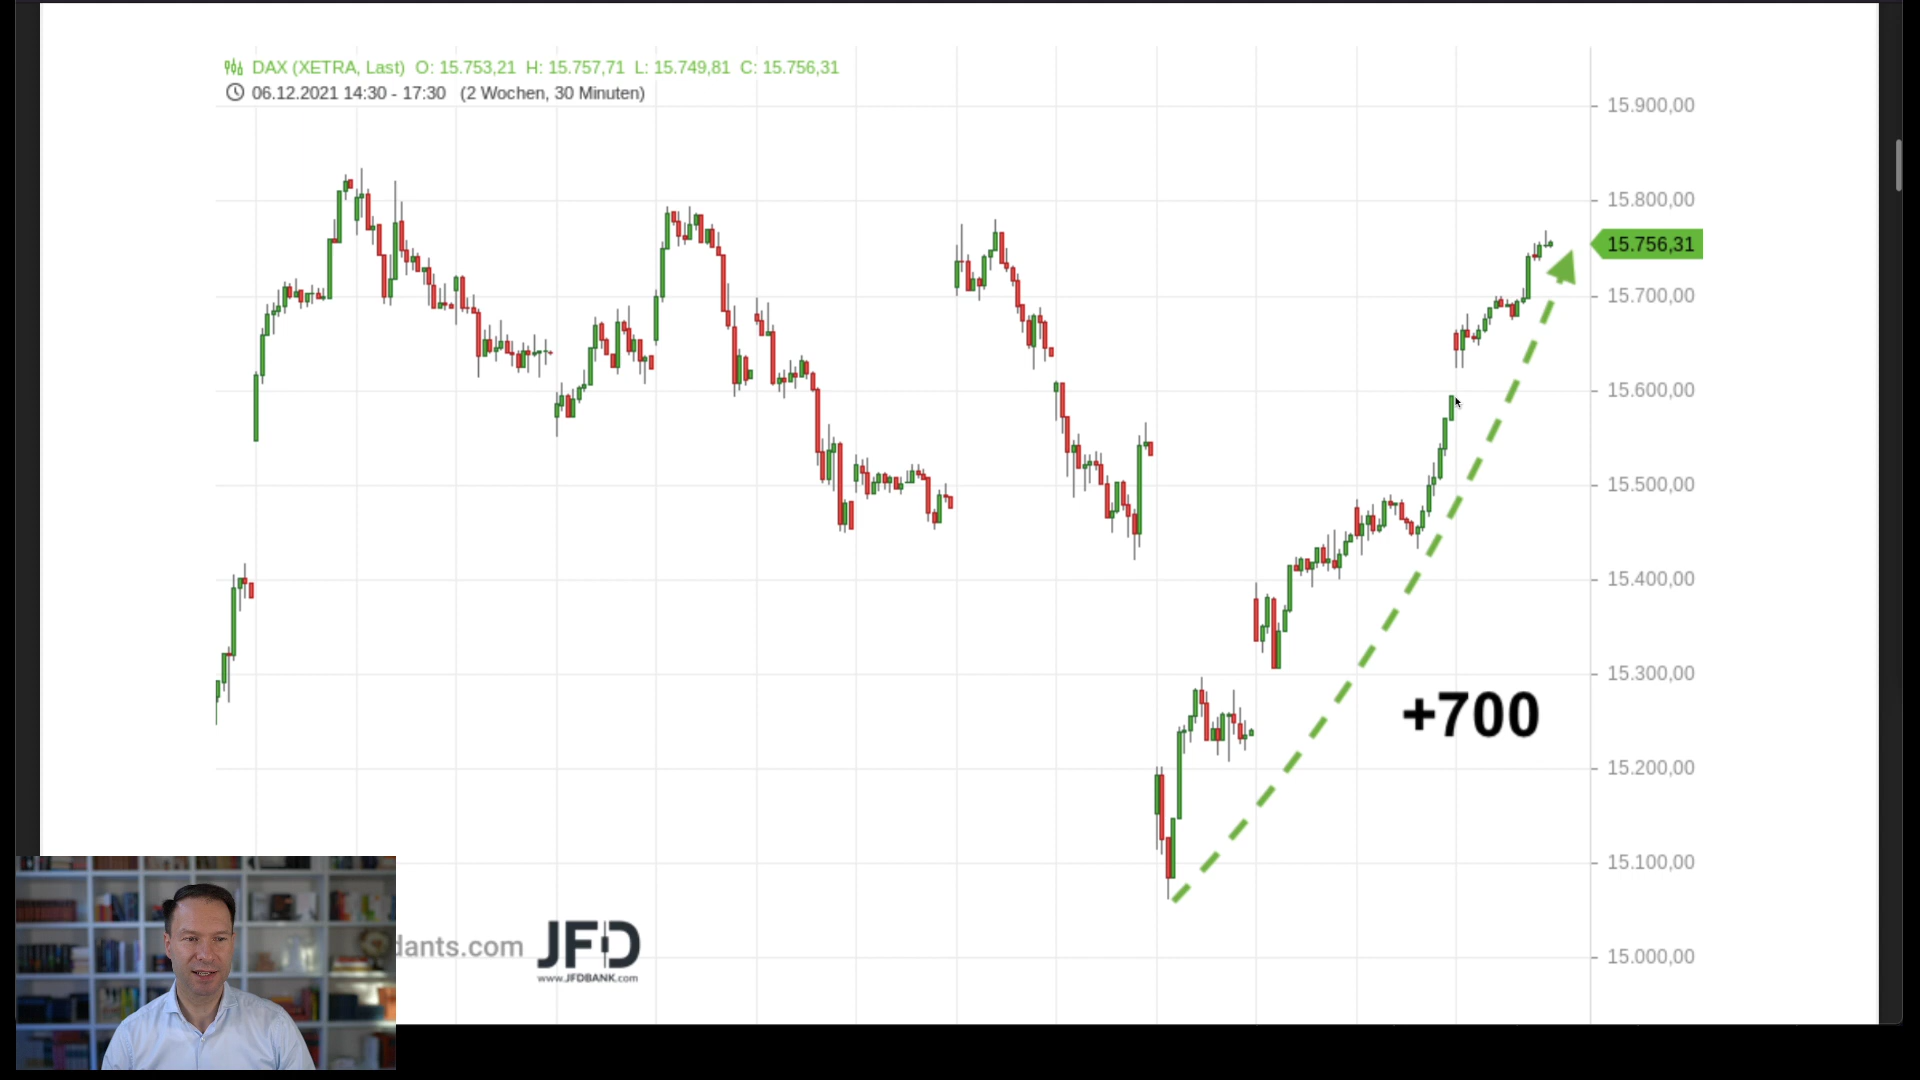 DAX (XETRA, Last) O: 15.753,21 H: 15.757,71 L: 15.749,81 C: 15.756,31
06.12.2021 14:30 - 17:30 (2 Wochen, 30 Minuten)
15.900,00
15.800,00
15.756,31
15.700,00
15.600,00
15.500,00
15.400,00
15.300,00
+700
15.200,00
15.100,00
15.000,00
dants.com
JFD
www.JFDBANK.com